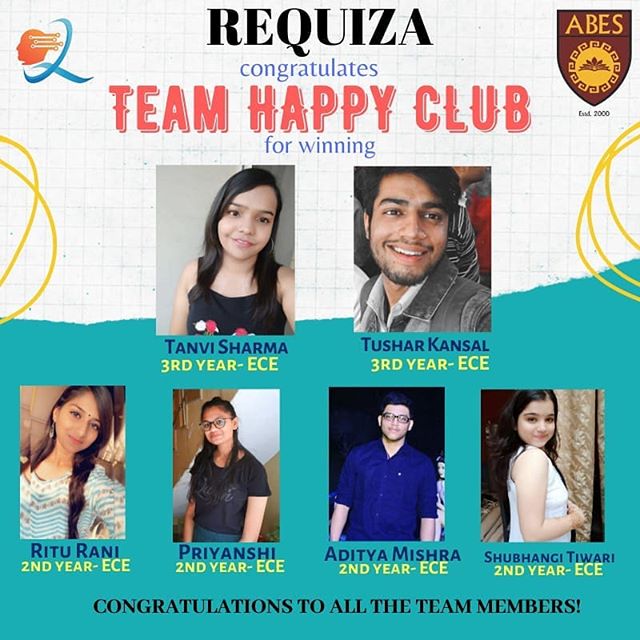 REQUIZA
congratulates
TEAM HAPPY CLUB
for winning
ABES
Estd. 2000
TANVI SHARMA
3RD YEAR- ECE
TUSHAR KANSAL
3RD YEAR- ECE
RITU RANI
2ND YEAR- ECE
PRIYANSHI
2ND YEAR- ECE
ADITYA MISHRA
2ND YEAR- ECE
SHUBHANGI TIWARI
2ND YEAR- ECE
CONGRATULATIONS TO ALL THE TEAM MEMBERS!